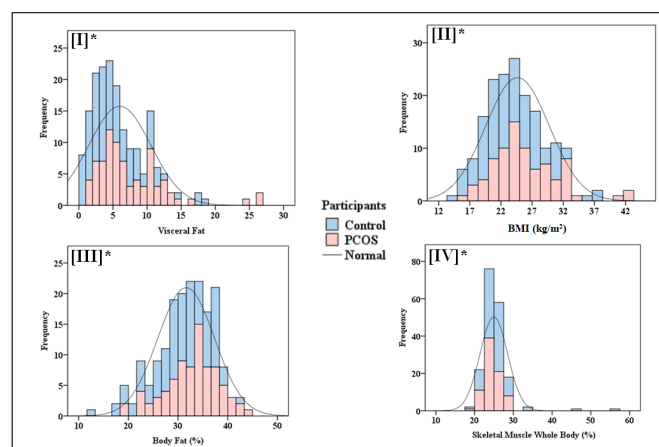 [I]*
Frequency
25
20
15
10
5
0
0 5 10 15 20 25 30
Visceral Fat
[II]*
Frequency
30
20
10
0
12 17 22 27 32 37 42
BMI (kg/m²)
Participants
Control
PCOS
Normal
[III]*
Frequency
25
20
15
10
5
0
10 20 30 40 50
Body Fat (%)
[IV]*
Frequency
80
60
40
20
0
10 20 30 40 50 60
Skeletal Muscle Whole Body (%)